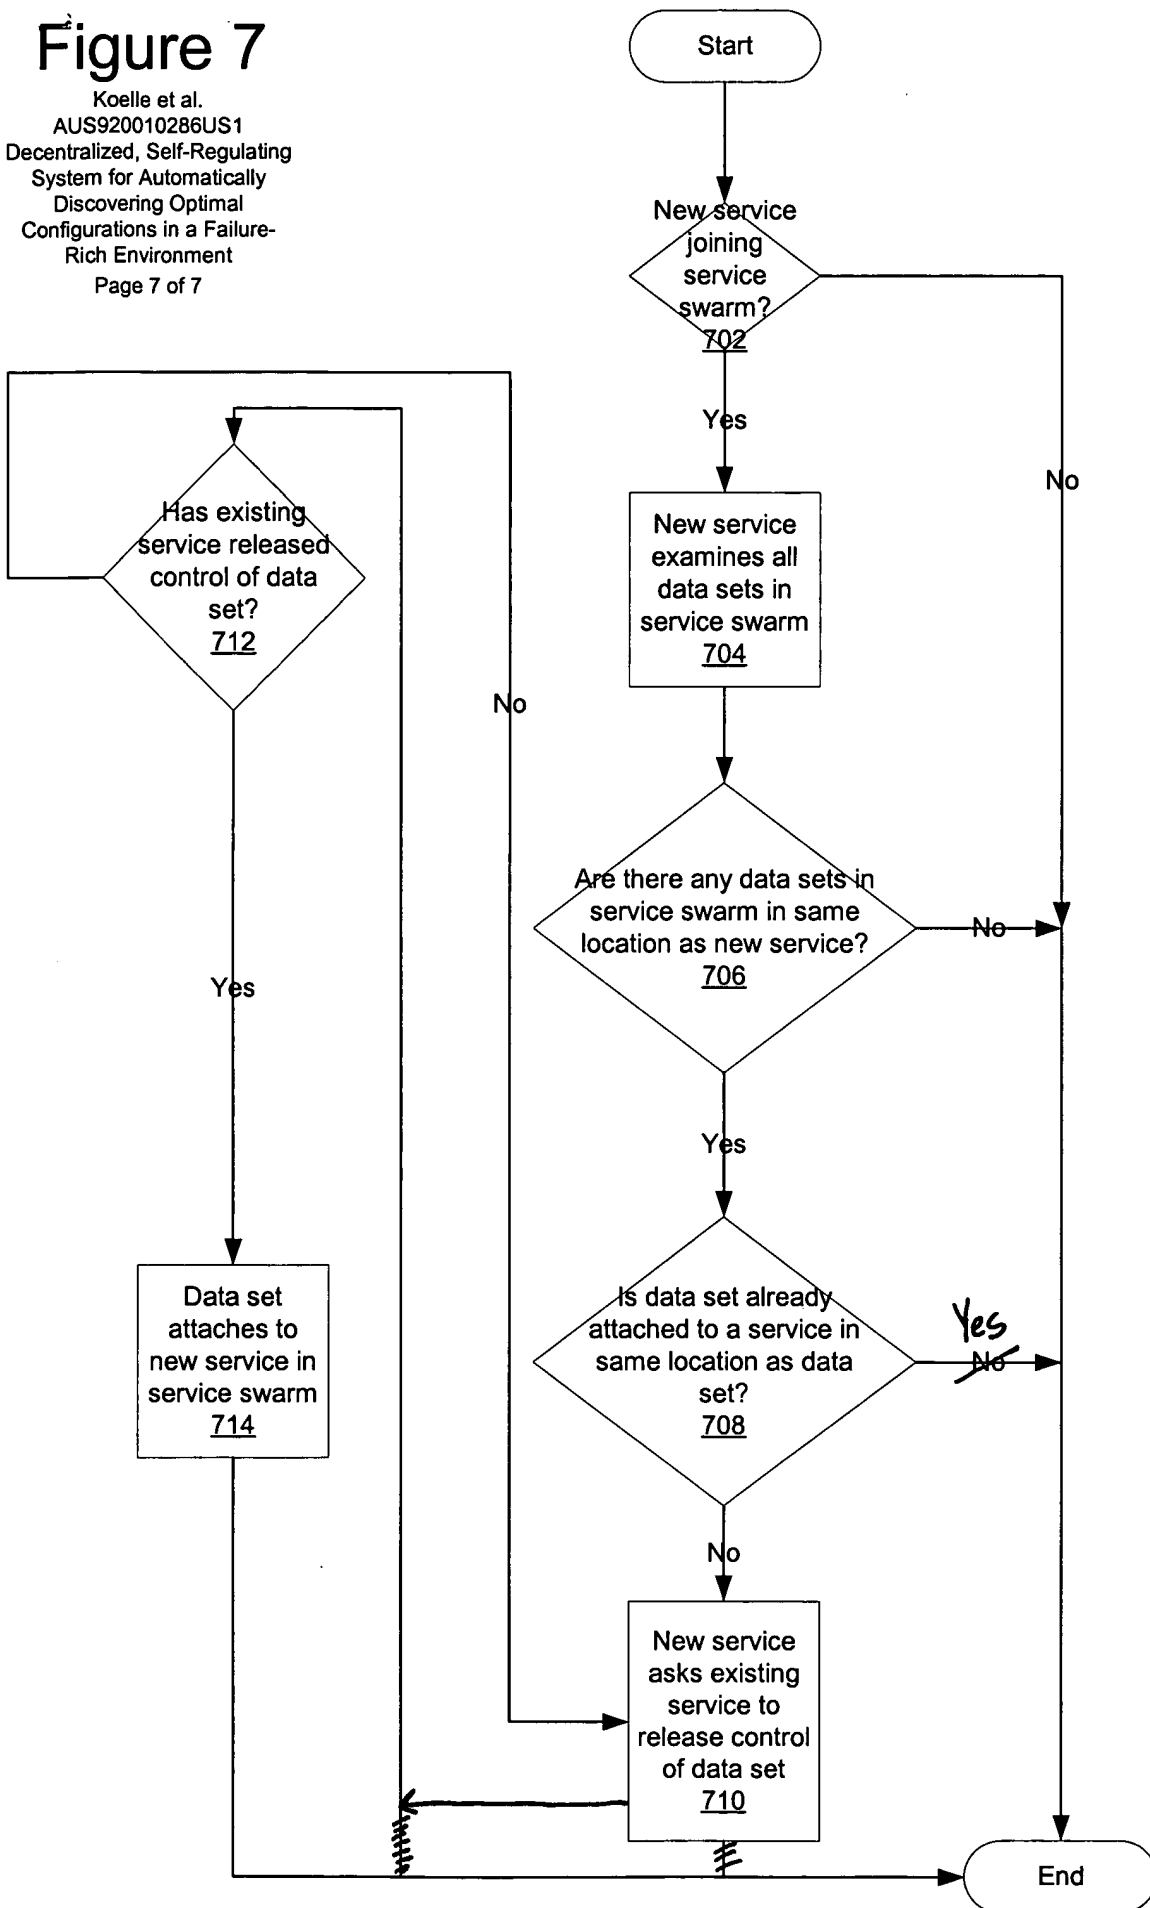 Figure 7
Koelle et al.
AUS920010286US1
Decentralized, Self-Regulating
System for Automatically
Discovering Optimal
Configurations in a Failure-
Rich Environment
Page 7 of 7
Start
New service
joining
service
swarm?
702
Yes
No
New service
examines all
data sets in
service swarm
704
Are there any data sets in
service swarm in same
location as new service?
706
No
Yes
Is data set already
attached to a service in
same location as data
set?
708
Yes
No
No
New service
asks existing
service to
release control
of data set
710
Has existing
service released
control of data
set?
712
No
Yes
Data set
attaches to
new service in
service swarm
714
End